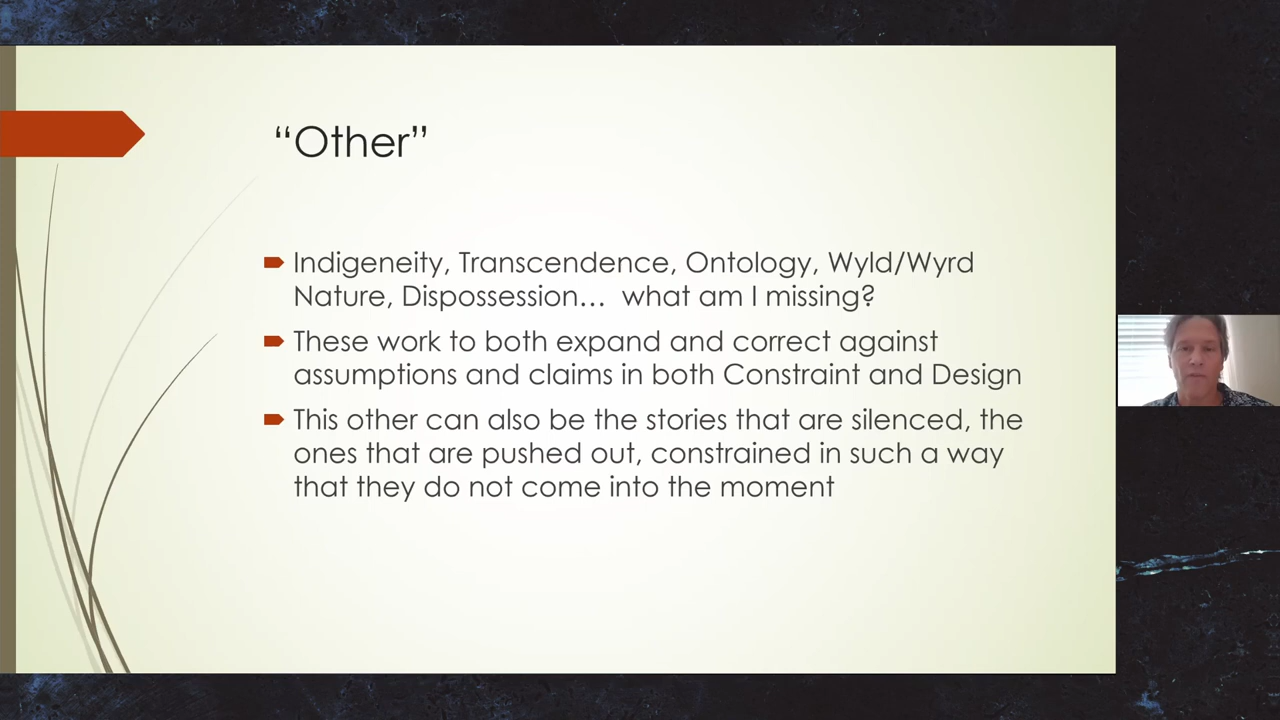 “Other”
Indigeneity, Transcendence, Ontology, Wyld/Wyrd
Nature, Dispossession… what am I missing?
These work to both expand and correct against
assumptions and claims in both Constraint and Design
This other can also be the stories that are silenced, the
ones that are pushed out, constrained in such a way
that they do not come into the moment